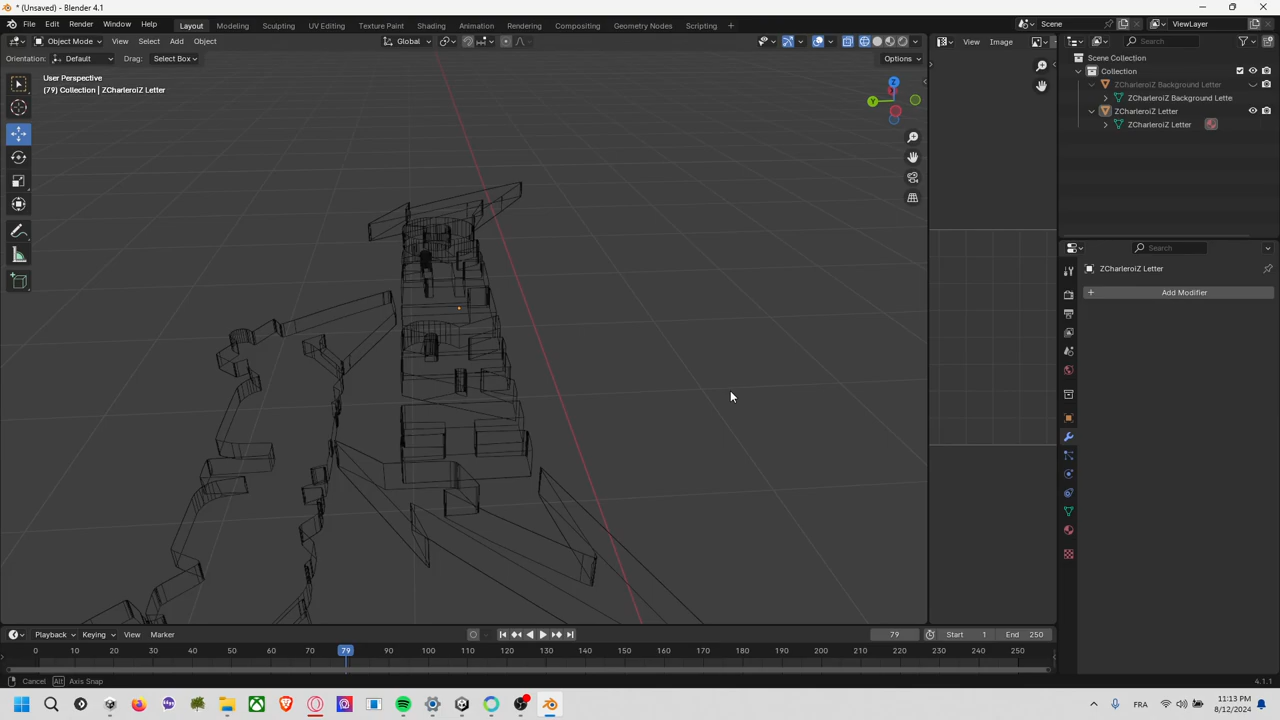 * (Unsaved) - Blender 4.1
File Edit Render Window Help Layout Modeling Sculpting UV Editing Texture Paint Shading Animation Rendering Compositing Geometry Nodes Scripting + Scene ViewLayer
Object Mode View Select Add Object Global View Image Search
Orientation: Default Drag: Select Box Options
Scene Collection
Collection
User Perspective
(79) Collection | ZCharleroiZ Letter
ZCharleroiZ Background Letter
ZCharleroiZ Background Lette
ZCharleroiZ Letter
ZCharleroiZ Letter
Z
Y
Search
ZCharleroiZ Letter
+ Add Modifier
Playback Keying View Marker 79 Start 1 End 250
0 10 20 30 40 50 60 70 79 90 100 110 120 130 140 150 160 170 180 190 200 210 220 230 240 250
Cancel Alt Axis Snap 4.1.1
FRA 11:13 PM
8/12/2024